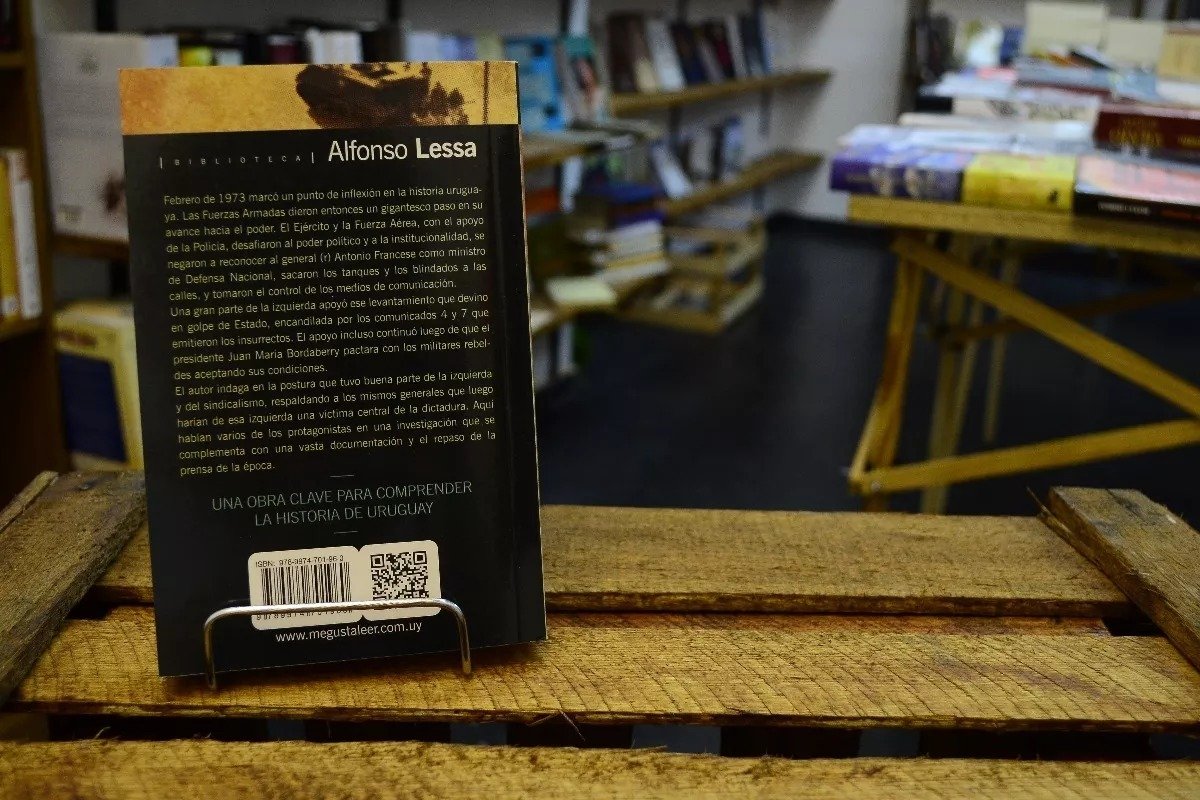 | BIBLIOTECA | Alfonso Lessa
Febrero de 1973 marcó un punto de inflexión en la historia urugua-
ya. Las Fuerzas Armadas dieron entonces un gigantesco paso en su
avance hacia el poder. El Ejército y la Fuerza Aérea, con el apoyo
de la Policía, desafiaron al poder político y a la institucionalidad, se
negaron a reconocer al general (r) Antonio Francese como ministro
de Defensa Nacional, sacaron los tanques y los blindados a las
calles, y tomaron el control de los medios de comunicación.
Una gran parte de la izquierda apoyó ese levantamiento que devino
en golpe de Estado, encandilada por los comunicados 4 y 7 que
emitieron los insurrectos. El apoyo incluso continuó luego de que el
presidente Juan María Bordaberry pactara con los militares rebel-
des aceptando sus condiciones.
El autor indaga en la postura que tuvo buena parte de la izquierda
y del sindicalismo, respaldando a los mismos generales que luego
harían de esa izquierda una víctima central de la dictadura. Aquí
hablan varios de los protagonistas en una investigación que se
complementa con una vasta documentación y el repaso de la
prensa de la época.
UNA OBRA CLAVE PARA COMPRENDER
LA HISTORIA DE URUGUAY
ISBN: 978-9974-701-96-3
www.megustaleer.com.uy